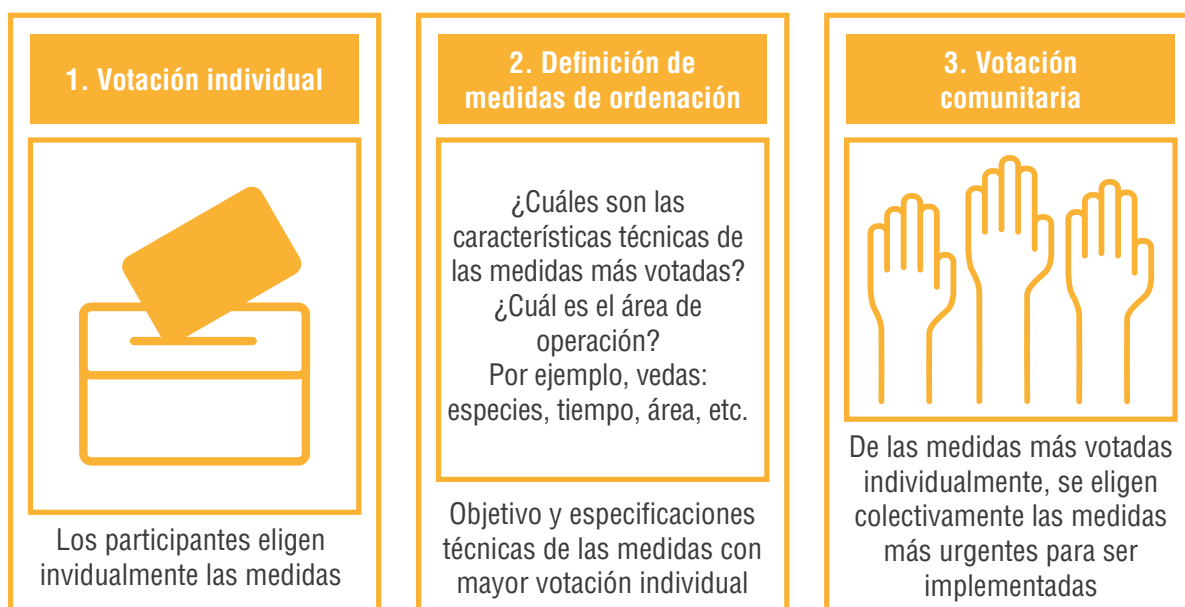 1. Votación individual
Los participantes eligen
invidualmente las medidas
2. Definición de
medidas de ordenación
¿Cuáles son las
características técnicas de
las medidas más votadas?
¿Cuál es el área de
operación?
Por ejemplo, vedas:
especies, tiempo, área, etc.
Objetivo y especificaciones
técnicas de las medidas con
mayor votación individual
3. Votación
comunitaria
De las medidas más votadas
individualmente, se eligen
colectivamente las medidas
más urgentes para ser
implementadas